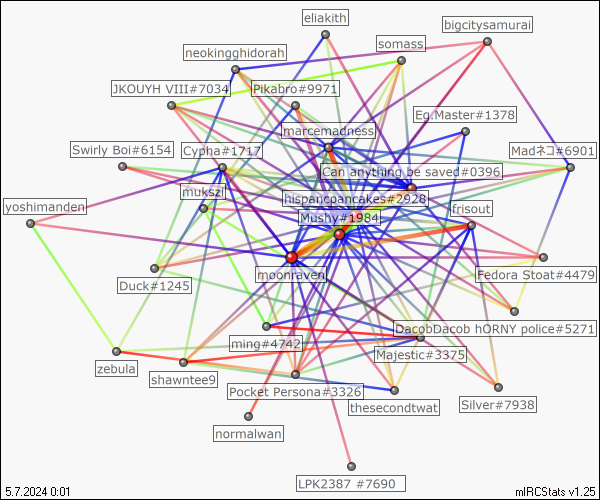 eliakith
bigcitysamurai
somass
neokingghidorah
JKOUYH VIII#7034
Pikabro#9971
Eg.Master#1378
marcemadness
Swirly Boi#6154
Cypha#1717
Madネコ#6901
Can anything be saved#0396
mukszi
hispancpancakes#2928
yoshimanden
frisout
Mushy#1984
moonraven
Fedora Stoat#4479
Duck#1245
DacobDacob hORNY police#5271
ming#4742
Majestic#3375
zebula
shawntee9
Pocket Persona#3326
thesecondtwat
Silver#7938
normalwan
LPK2387 #7690
5.7.2024 0:01
mIRCStats v1.25